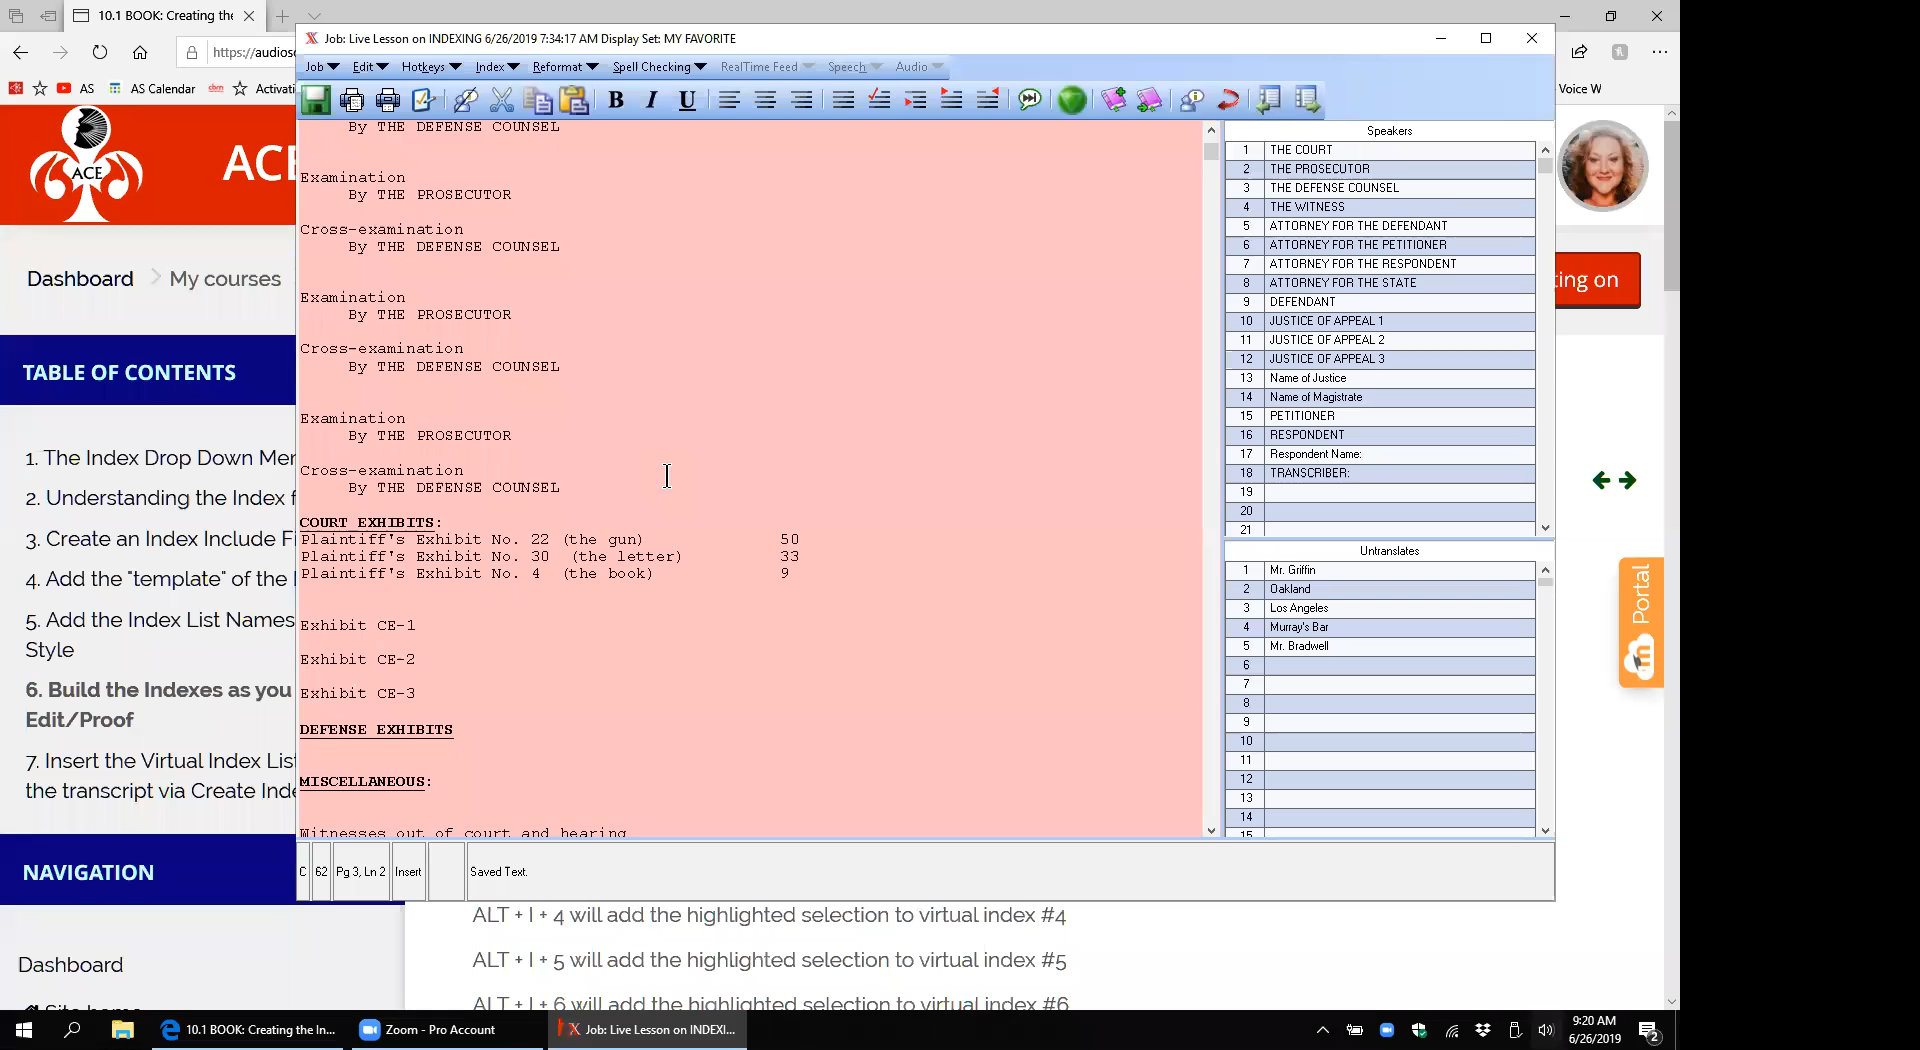 10.1 BOOK: Creating the
Job: Live Lesson on INDEXING 6/26/2019 7:34:17 AM Display Set: MY FAVORITE
https://audiosc
Job Edit Hotkeys Index Reformat Spell Checking RealTime Feed Speech Audio
AS AS Calendar Activati
Voice W
B I U
By THE DEFENSE COUNSEL
Examination
By THE PROSECUTOR
Cross-examination
By THE DEFENSE COUNSEL
Examination
By THE PROSECUTOR
Cross-examination
By THE DEFENSE COUNSEL
Examination
By THE PROSECUTOR
Cross-examination
By THE DEFENSE COUNSEL
COURT EXHIBITS:
Plaintiff's Exhibit No. 22 (the gun) 50
Plaintiff's Exhibit No. 30 (the letter) 33
Plaintiff's Exhibit No. 4 (the book) 9
Exhibit CE-1
Exhibit CE-2
Exhibit CE-3
DEFENSE EXHIBITS
MISCELLANEOUS:
Witnesses out of court and hearing
Speakers
1 THE COURT
2 THE PROSECUTOR
3 THE DEFENSE COUNSEL
4 THE WITNESS
5 ATTORNEY FOR THE DEFENDANT
6 ATTORNEY FOR THE PETITIONER
7 ATTORNEY FOR THE RESPONDENT
8 ATTORNEY FOR THE STATE
9 DEFENDANT
10 JUSTICE OF APPEAL 1
11 JUSTICE OF APPEAL 2
12 JUSTICE OF APPEAL 3
13 Name of Justice
14 Name of Magistrate
15 PETITIONER
16 RESPONDENT
17 Respondent Name:
18 TRANSCRIBER:
19
20
21
Untranslates
1 Mr. Griffin
2 Oakland
3 Los Angeles
4 Murray's Bar
5 Mr. Bradwell
6
7
8
9
10
11
12
13
14
15
C 62 Pg 3, Ln 2 Insert Saved Text.
ACE
ACE
Dashboard My courses
ting on
TABLE OF CONTENTS
1. The Index Drop Down Men
2. Understanding the Index f
3. Create an Index Include Fi
4. Add the "template" of the I
5. Add the Index List Names
Style
6. Build the Indexes as you
Edit/Proof
7. Insert the Virtual Index List
the transcript via Create Inde
NAVIGATION
Dashboard
Site home
Portal
ALT + I + 4 will add the highlighted selection to virtual index #4
ALT + I + 5 will add the highlighted selection to virtual index #5
ALT + I + 6 will add the highlighted selection to virtual index #6
10.1 BOOK: Creating the In...
Zoom - Pro Account
Job: Live Lesson on INDEXI...
9:20 AM
6/26/2019
2